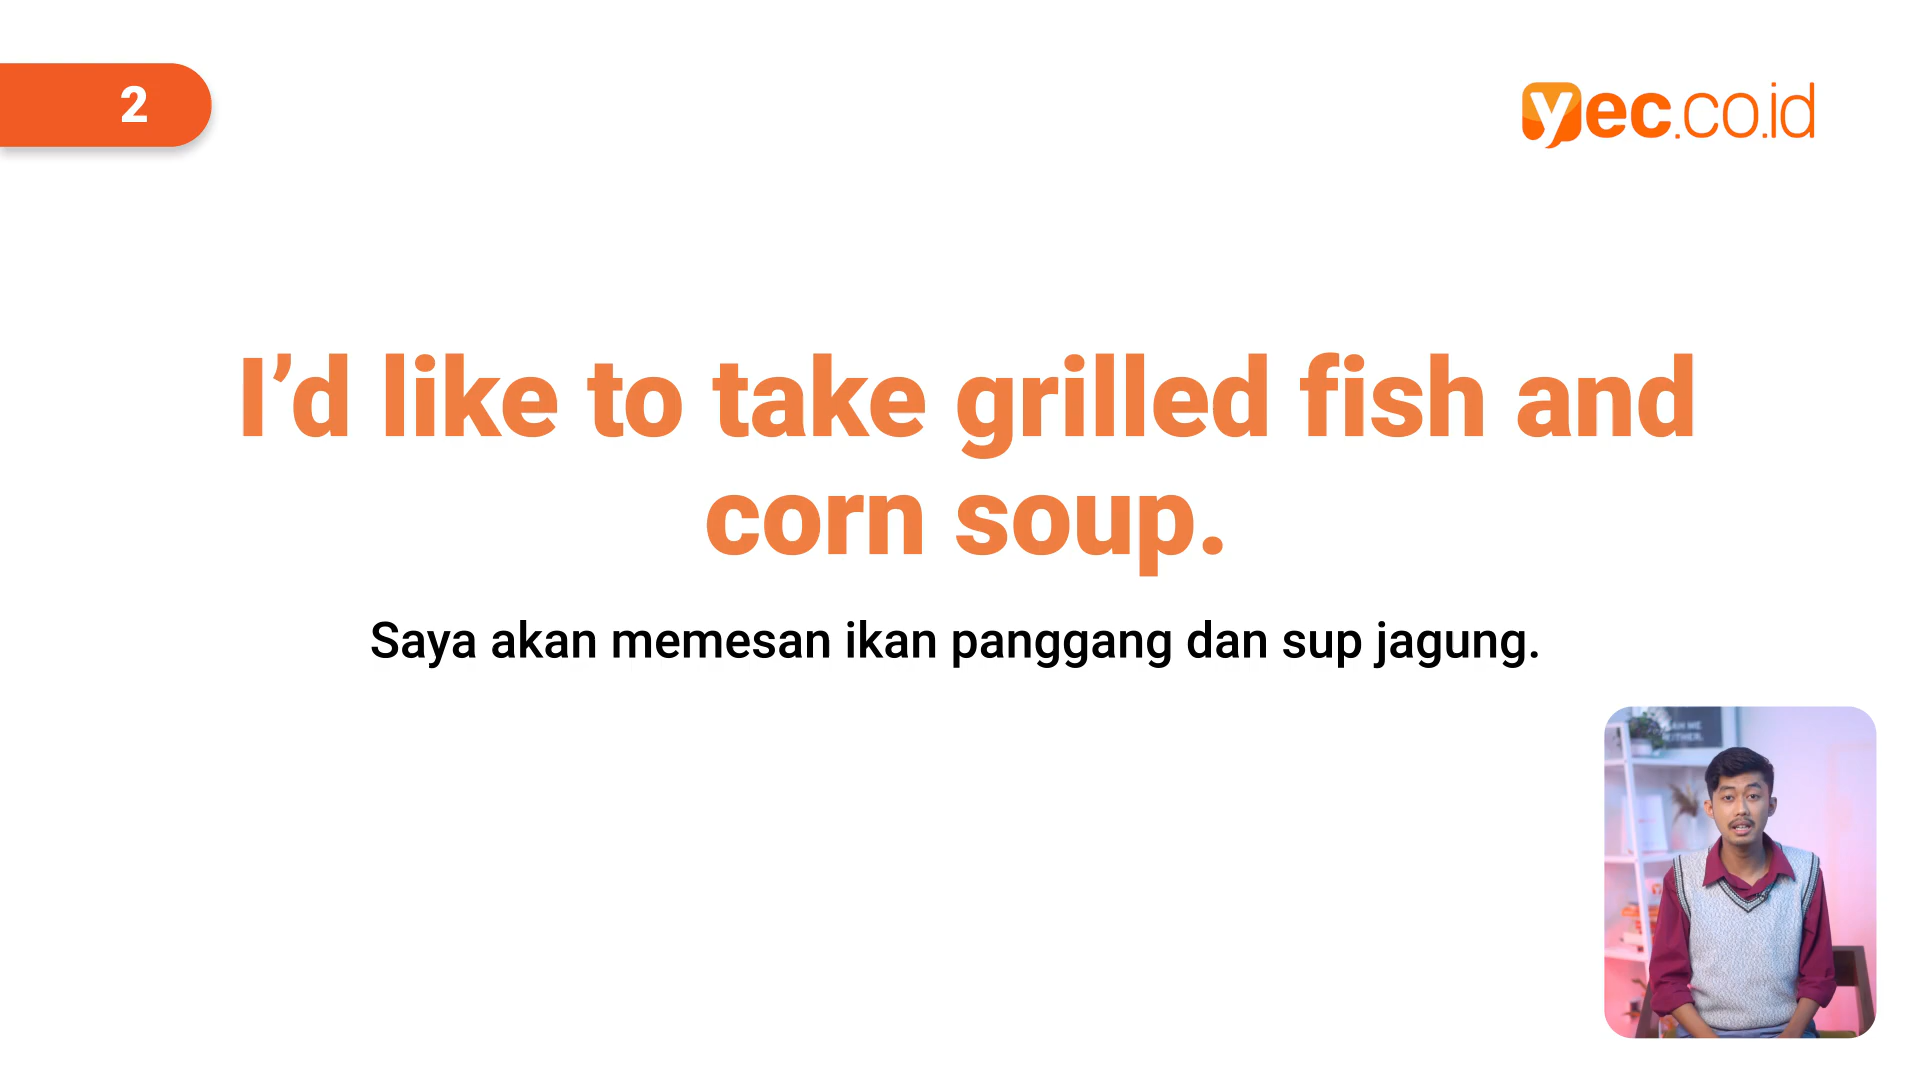 2
yec.co.id
I’d like to take grilled fish and
corn soup.
Saya akan memesan ikan panggang dan sup jagung.